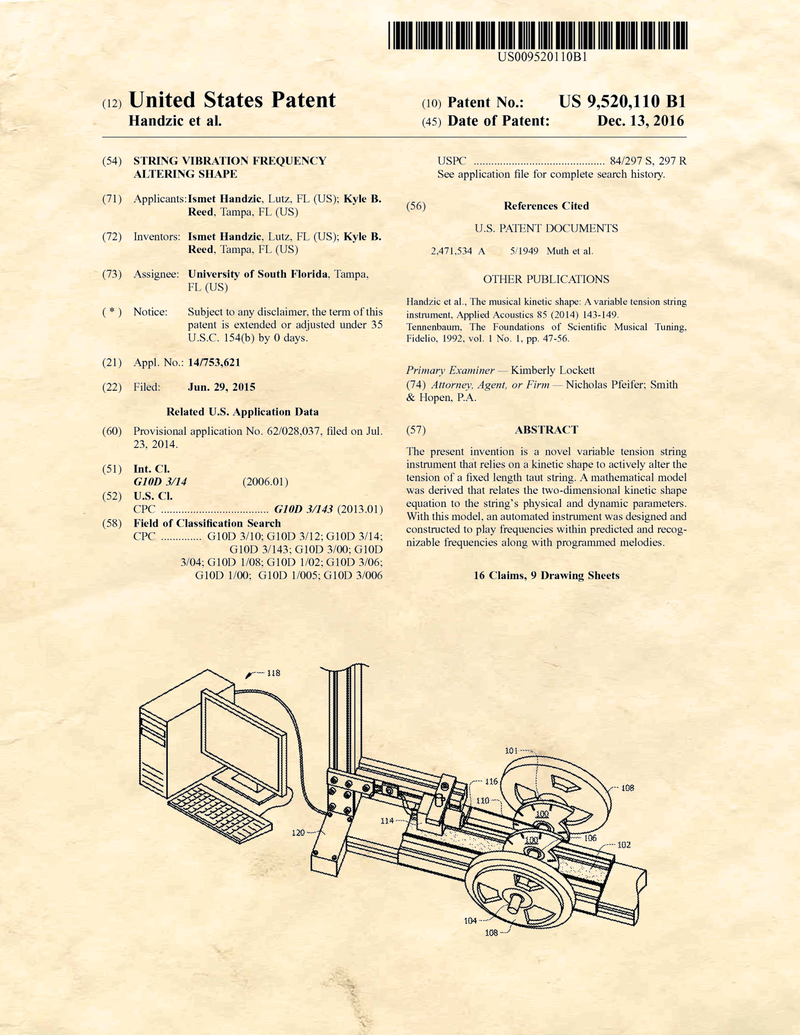 US009520110B1
(12) United States Patent
Handzic et al.
(10) Patent No.: US 9,520,110 B1
(45) Date of Patent: Dec. 13, 2016
(54) STRING VIBRATION FREQUENCY
ALTERING SHAPE
(71) Applicants: Ismet Handzic, Lutz, FL (US); Kyle B.
Reed, Tampa, FL (US)
(72) Inventors: Ismet Handzic, Lutz, FL (US); Kyle B.
Reed, Tampa, FL (US)
(73) Assignee: University of South Florida, Tampa,
FL (US)
( * ) Notice: Subject to any disclaimer, the term of this
patent is extended or adjusted under 35
U.S.C. 154(b) by 0 days.
(21) Appl. No.: 14/753,621
(22) Filed: Jun. 29, 2015
Related U.S. Application Data
(60) Provisional application No. 62/028,037, filed on Jul.
23, 2014.
(51) Int. Cl.
G10D 3/14 (2006.01)
(52) U.S. Cl.
CPC ..................................... G10D 3/143 (2013.01)
(58) Field of Classification Search
CPC .............. G10D 3/10; G10D 3/12; G10D 3/14;
G10D 3/143; G10D 3/00; G10D
3/04; G10D 1/08; G10D 1/02; G10D 3/06;
G10D 1/00; G10D 1/005; G10D 3/006
USPC .............................................. 84/297 S, 297 R
See application file for complete search history.
(56) References Cited
U.S. PATENT DOCUMENTS
2,471,534 A 5/1949 Muth et al.
OTHER PUBLICATIONS
Handzic et al., The musical kinetic shape: A variable tension string
instrument, Applied Acoustics 85 (2014) 143-149.
Tennenbaum, The Foundations of Scientific Musical Tuning,
Fidelio, 1992, vol. 1 No. 1, pp. 47-56.
Primary Examiner — Kimberly Lockett
(74) Attorney, Agent, or Firm — Nicholas Pfeifer; Smith
& Hopen, P.A.
(57) ABSTRACT
The present invention is a novel variable tension string
instrument that relies on a kinetic shape to actively alter the
tension of a fixed length taut string. A mathematical model
was derived that relates the two-dimensional kinetic shape
equation to the string's physical and dynamic parameters.
With this model, an automated instrument was designed and
constructed to play frequencies within predicted and recog-
nizable frequencies along with programmed melodies.
16 Claims, 9 Drawing Sheets
118
101
108
116
110
100
114
106
120
100
102
104
108